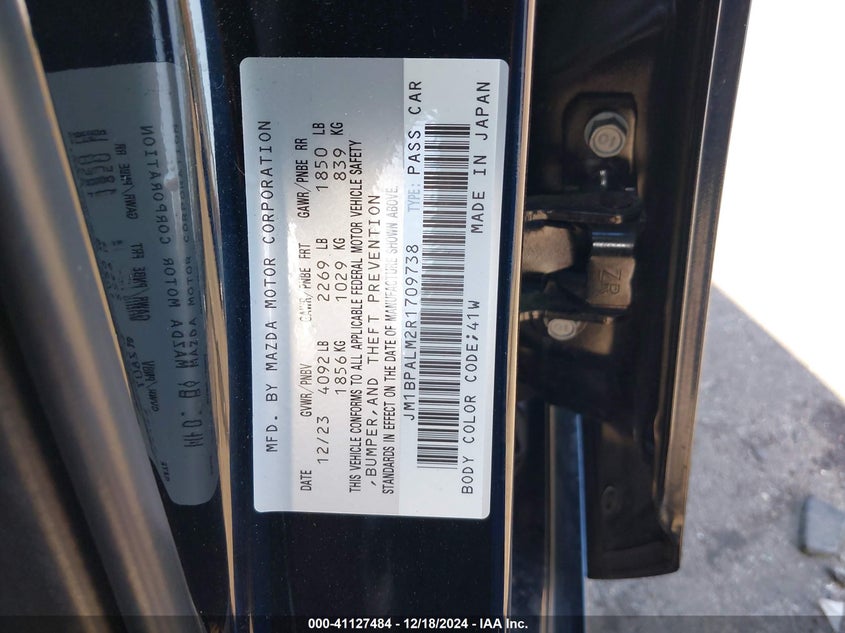 MFD. BY MAZDA MOTOR CORPORATION
DATE GVWR/PNBV GAWR/PNBE FRT GAWR/PNBE RR
12/23 4092 LB 2269 LB 1850 LB
1856 KG 1029 KG 839 KG
THIS VEHICLE CONFORMS TO ALL APPLICABLE FEDERAL MOTOR VEHICLE SAFETY
,BUMPER,AND THEFT PREVENTION
STANDARDS IN EFFECT ON THE DATE OF MANUFACTURE SHOWN ABOVE.
JM1BPALM2R1709738 TYPE: PASS CAR
BODY COLOR CODE;41W MADE IN JAPAN
000-41127484 - 12/18/2024 - IAA Inc.